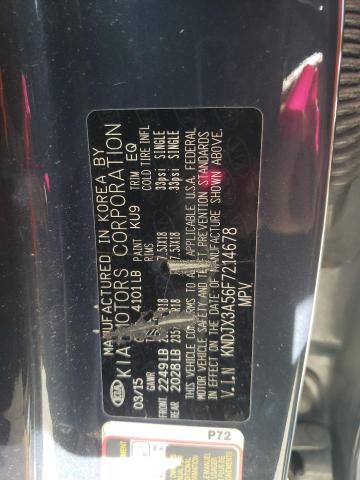 MANUFACTURED IN KOREA BY
KIA MOTORS CORPORATION
KIA
03/15 4101LB PAINT KU9 TRIM EQ
GAWR RIMS COLD TIRE INFL
FRONT 2249LB 7.5JX18 33psi SINGLE
REAR 2028LB 7.5JX18 33psi SINGLE
THIS VEHICLE CONFORMS TO ALL APPLICABLE U.S.A. FEDERAL
MOTOR VEHICLE SAFETY AND THEFT PREVENTION STANDARDS
IN EFFECT ON THE DATE OF MANUFACTURE SHOWN ABOVE.
V.I.N KNDJX3A56F7214678
MPV
P72